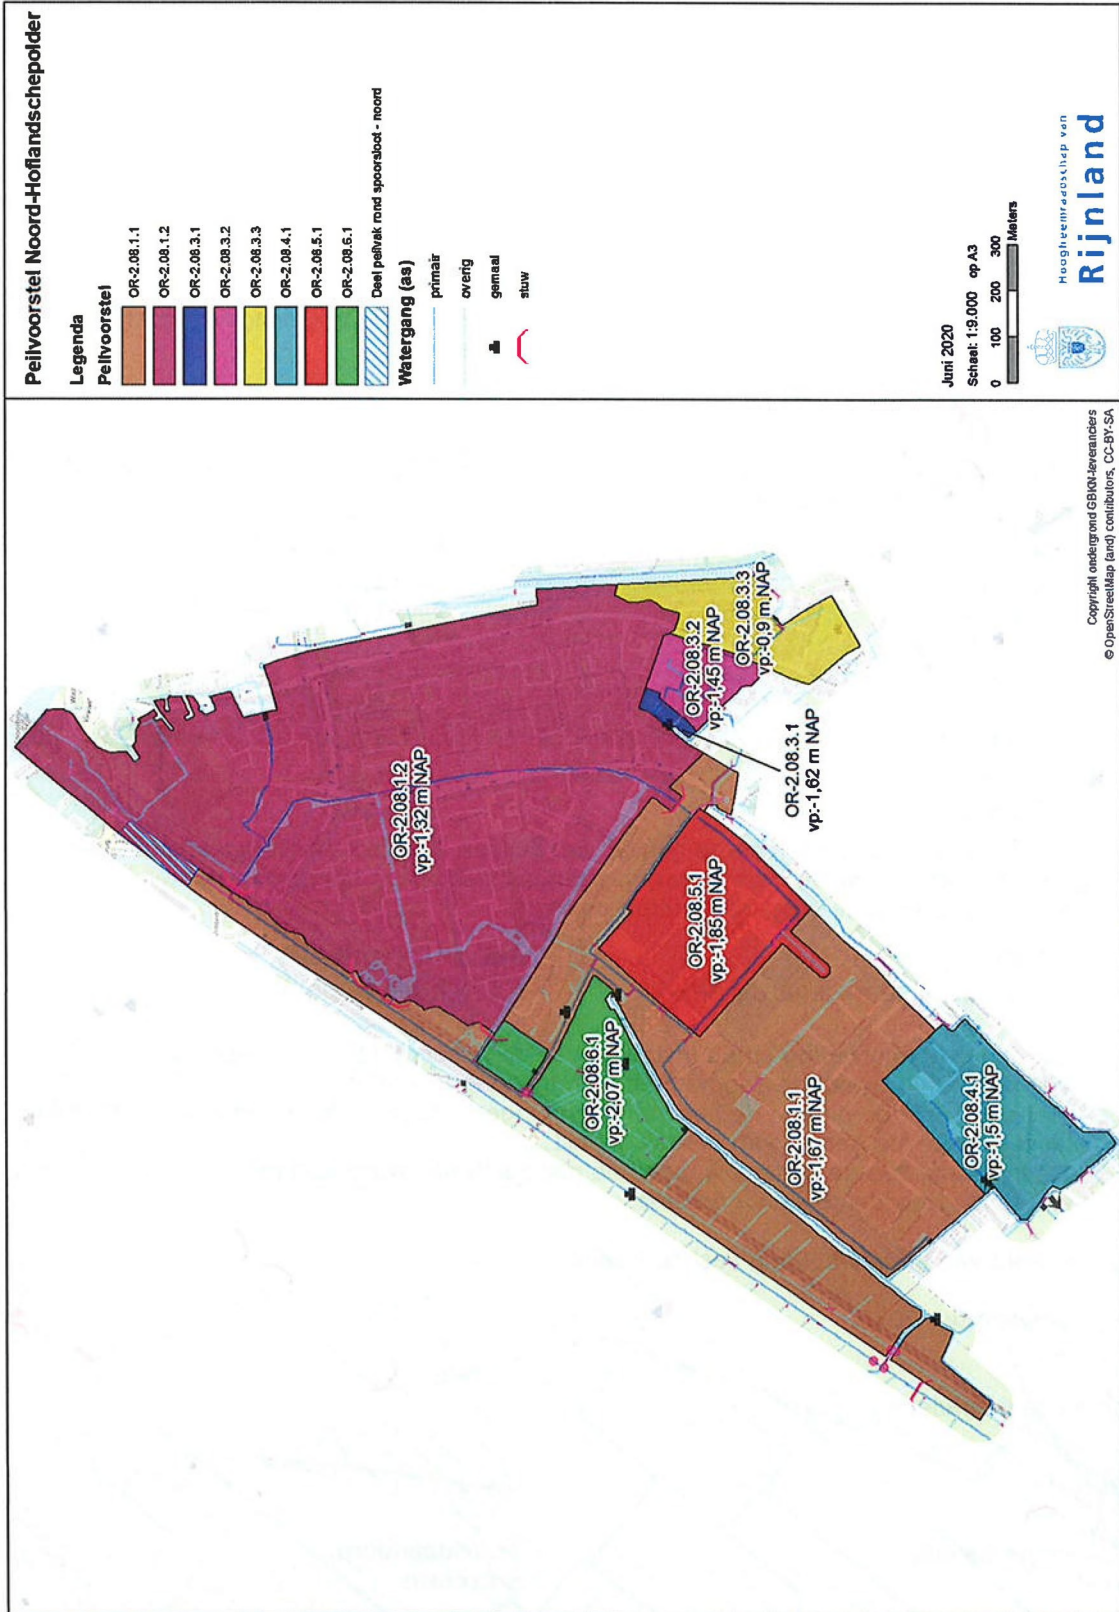 Peilvoorstel Noord-Hoflandschepolder
Legenda
Peilvoorstel
OR-2.08.1.1
OR-2.08.1.2
OR-2.08.3.1
OR-2.08.3.2
OR-2.08.3.3
OR-2.08.4.1
OR-2.08.5.1
OR-2.08.6.1
Deel peilvak rond spoorsloot - noord
Watergang (as)
primair
overig
gemaal
stuw
Juni 2020
Schaal: 1:9.000 op A3
0 100 200 300
Meters
Hoogheemraadschap van
Rijnland
OR-2.08.1.2
vp:-1,32 m NAP
OR-2.08.3.2
vp:-1,45 m NAP
OR-2.08.3.3
vp:-0,9 m NAP
OR-2.08.3.1
vp:-1,62 m NAP
OR-2.08.5.1
vp:-1,85 m NAP
OR-2.08.6.1
vp:-2,07 m NAP
OR-2.08.1.1
vp:-1,67 m NAP
OR-2.08.4.1
vp:-1,5 m NAP
Copyright ondergrond GBKN-leveranciers
© OpenStreetMap (and) contributors, CC-BY-SA